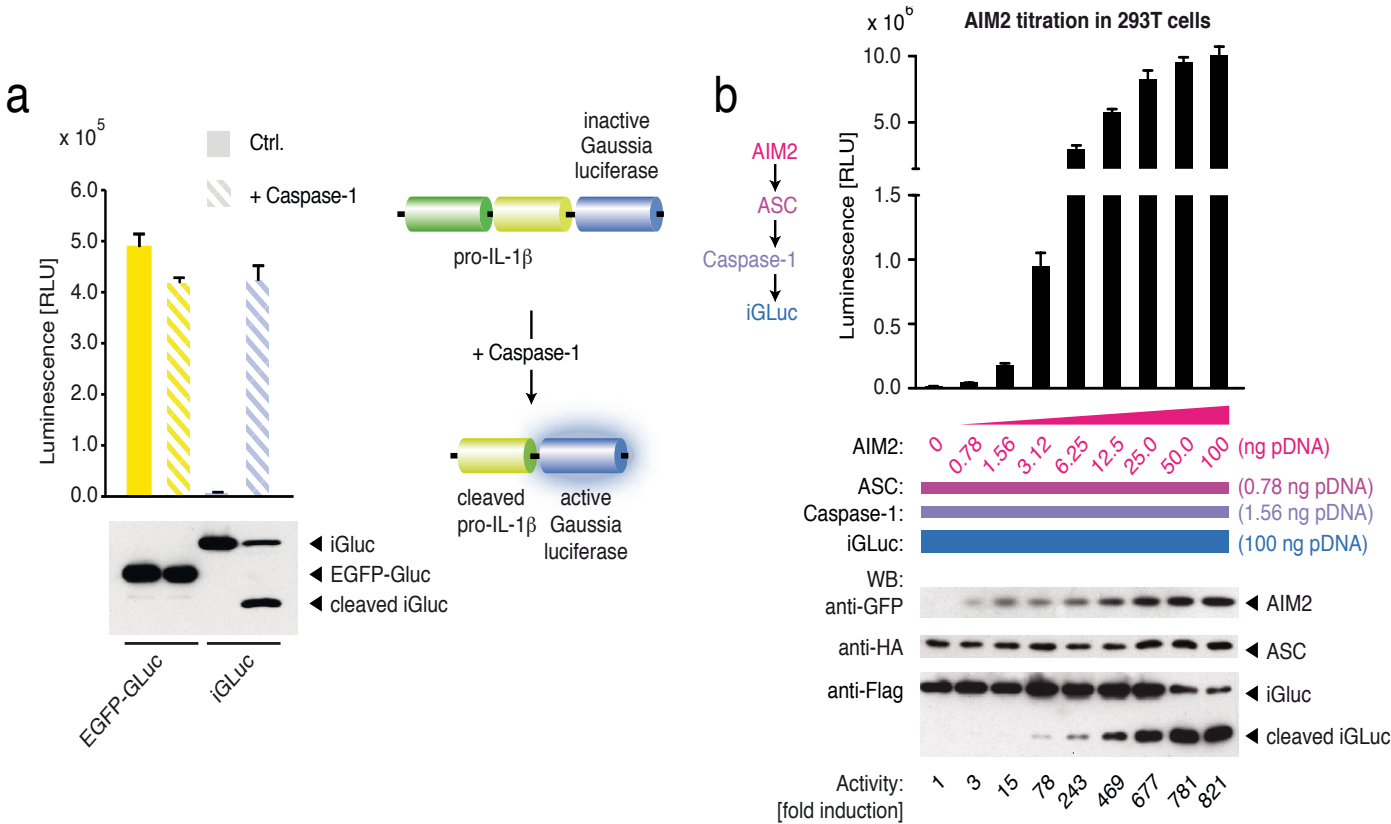 a
x 10⁵
Ctrl.
+ Caspase-1
Luminescence [RLU]
6.0
5.0
4.0
3.0
2.0
1.0
0.0
iGluc
EGFP-Gluc
cleaved iGluc
EGFP-GLuc
iGLuc
inactive
Gaussia
luciferase
pro-IL-1β
+ Caspase-1
cleaved
pro-IL-1β
active
Gaussia
luciferase
b
AIM2
ASC
Caspase-1
iGLuc
x 10⁶
AIM2 titration in 293T cells
Luminescence [RLU]
10.0
5.0
1.5
1.0
0.5
0.0
AIM2: 0 0.78 1.56 3.12 6.25 12.5 25.0 50.0 100 (ng pDNA)
ASC: (0.78 ng pDNA)
Caspase-1: (1.56 ng pDNA)
iGLuc: (100 ng pDNA)
WB:
anti-GFP AIM2
anti-HA ASC
anti-Flag iGluc
cleaved iGLuc
Activity:
[fold induction]
1 3 15 78 243 469 677 781 821